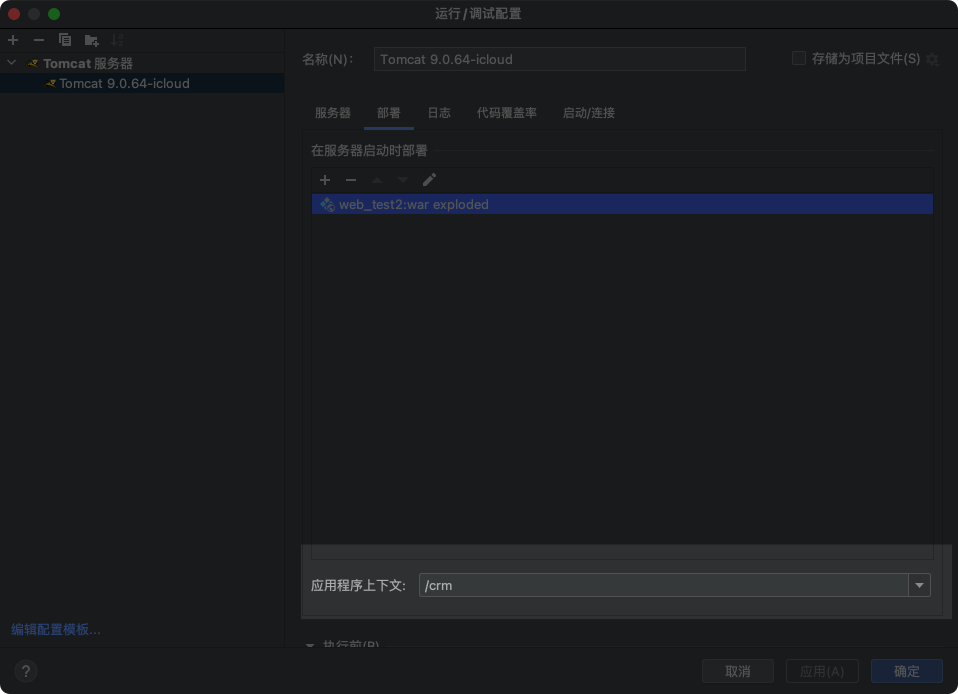 运行/调试配置
Tomcat 服务器
Tomcat 9.0.64-icloud
名称(N):
Tomcat 9.0.64-icloud
存储为项目文件(S)
服务器
部署
日志
代码覆盖率
启动/连接
在服务器启动时部署
web_test2:war exploded
应用程序上下文:
/crm
编辑配置模板...
执行前(B)
?
取消
应用(A)
确定